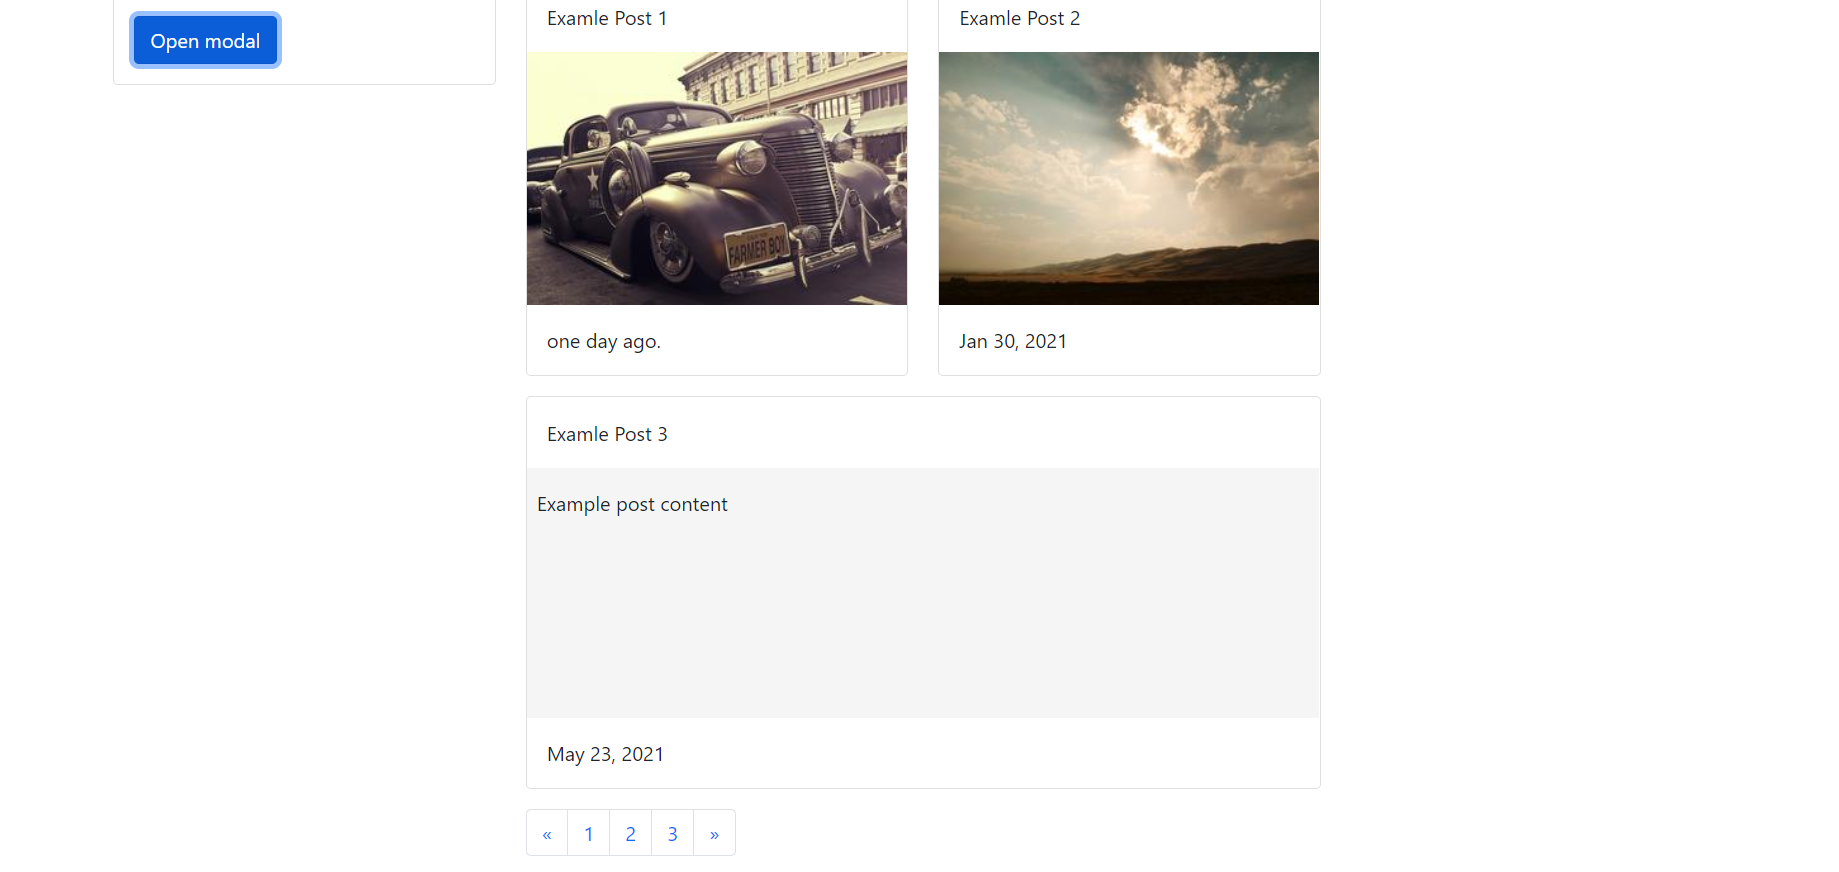 Open modal
Examle Post 1
FARMER BOY
one day ago.
Examle Post 2
Jan 30, 2021
Examle Post 3
Example post content
May 23, 2021
« 1 2 3 »